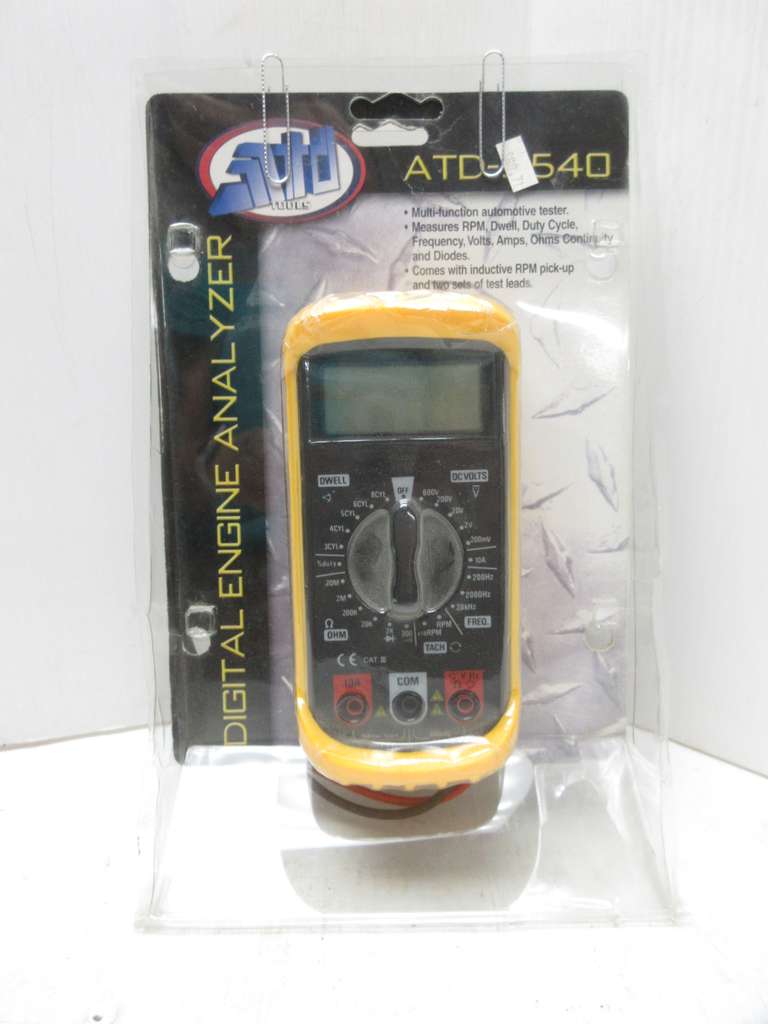 atd
TOOLS
ATD-5540
• Multi-function automotive tester.
• Measures RPM, Dwell, Duty Cycle,
Frequency, Volts, Amps, Ohms Continuity
and Diodes.
• Comes with inductive RPM pick-up
and two sets of test leads.
DIGITAL ENGINE ANALYZER
DWELL
DC VOLTS
OFF
8CYL
6CYL
5CYL
4CYL
3CYL
%duty
20M
2M
200K
20K
2K
200
600V
200V
20V
2V
200mV
10A
200Hz
2000Hz
20kHz
FREQ.
RPM
x10RPM
TACH
Ω
OHM
CE CAT. II
10A
COM